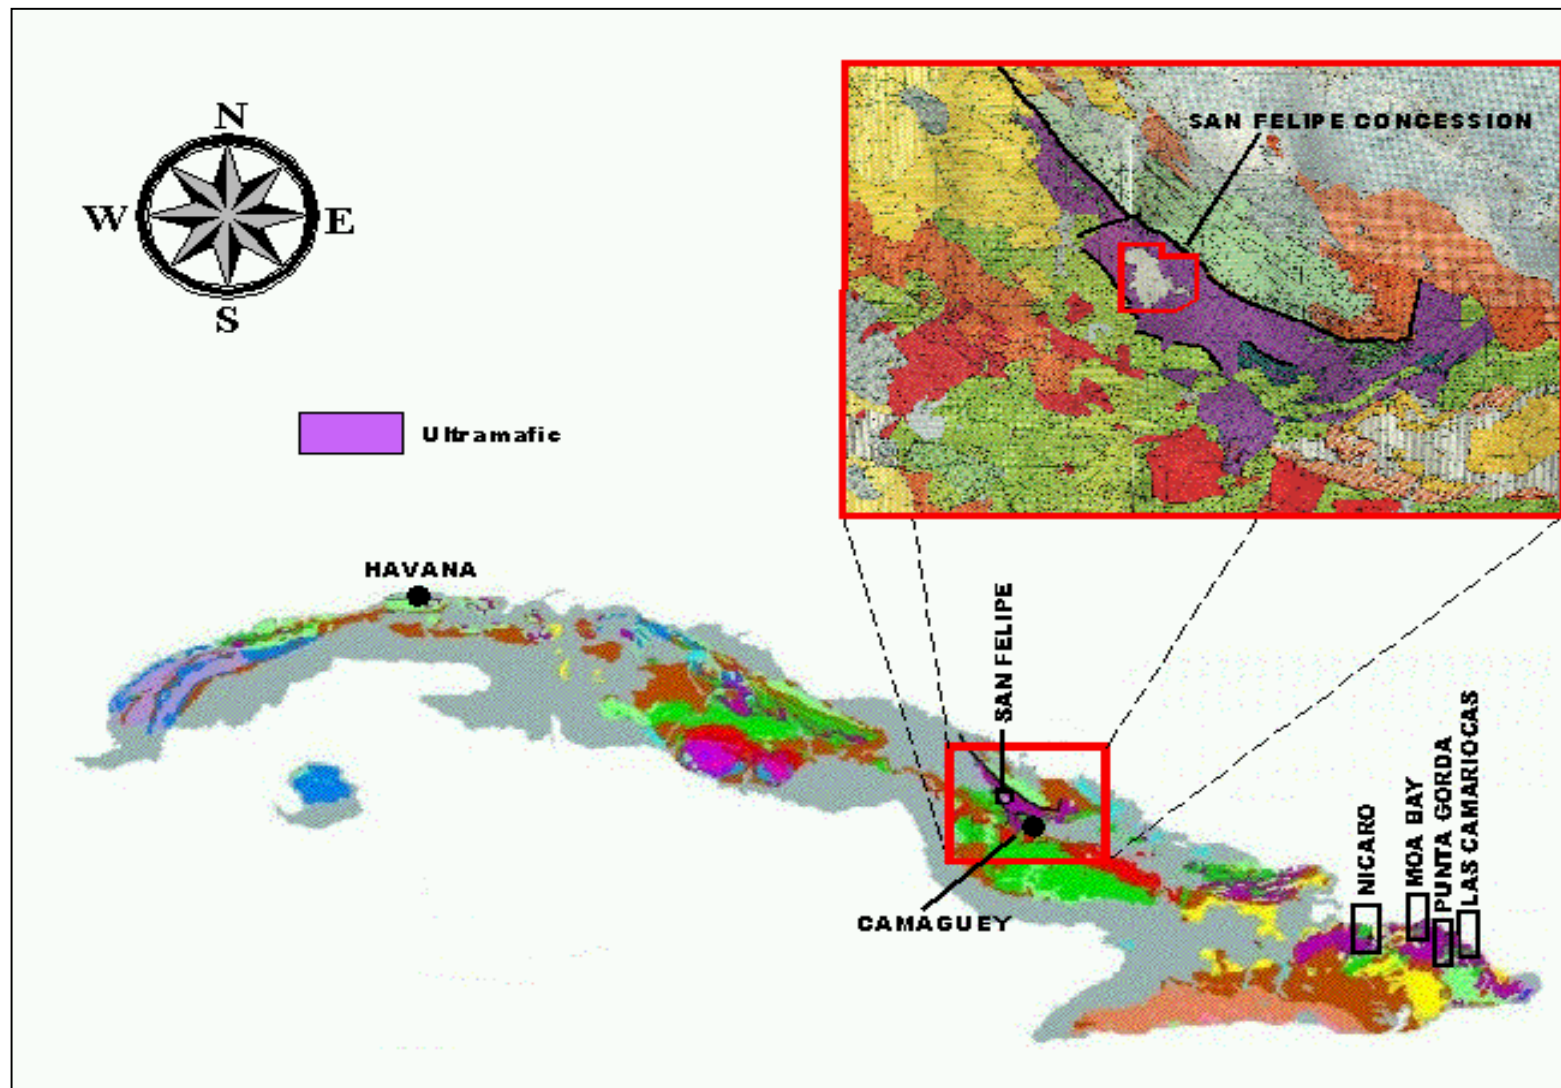 N
W E
S
SAN FELIPE CONCESSION
Ultramafic
HAVANA
SAN FELIPE
CAMAGUEY
NICARO
MOA BAY
PUNTA GORDA
LAS CAMARIOCAS